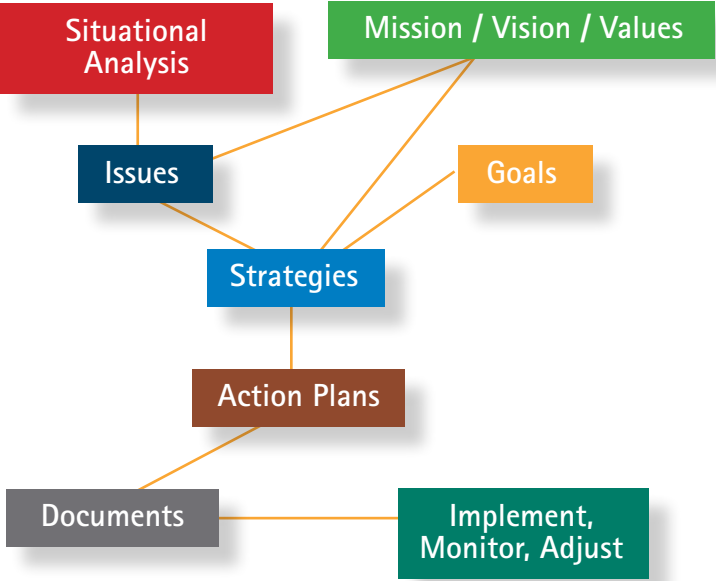 Situational
Analysis
Mission / Vision / Values
Issues
Goals
Strategies
Action Plans
Documents
Implement,
Monitor, Adjust